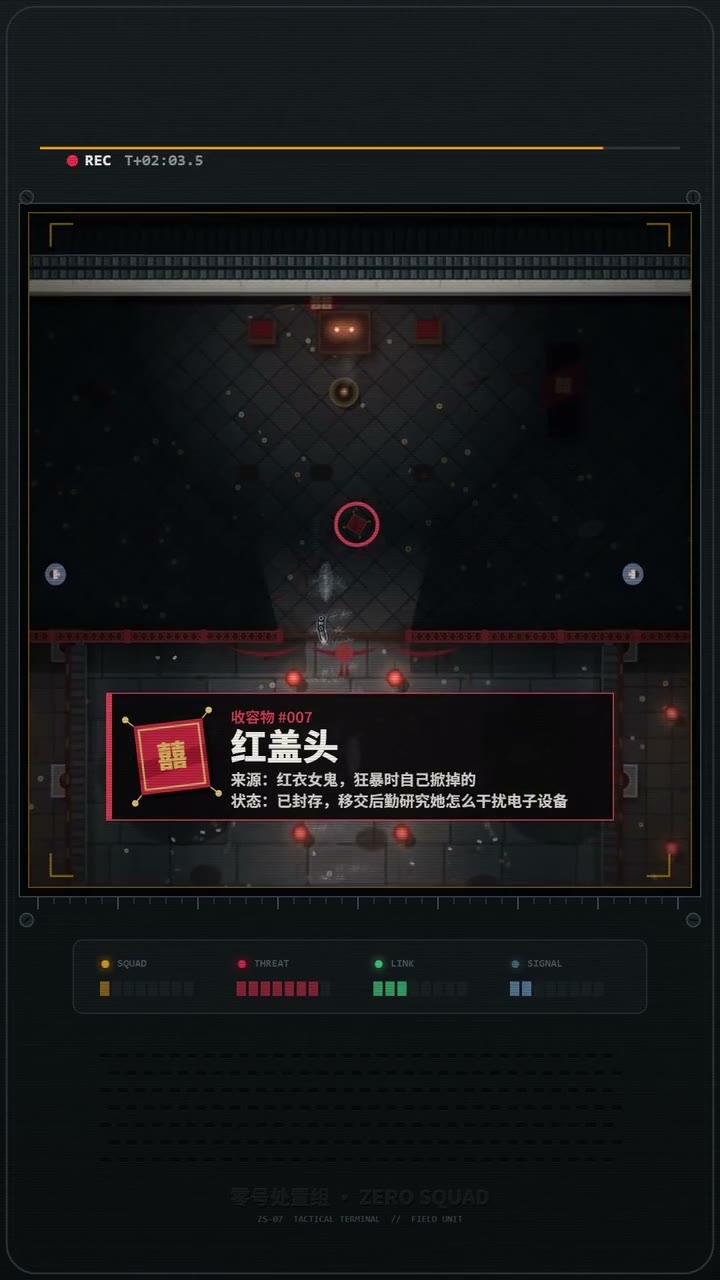 REC T+02:03.5
收容物 #007
囍
红盖头
来源：红衣女鬼，狂暴时自己掀掉的
状态：已封存，移交后勤研究她怎么干扰电子设备
SQUAD THREAT LINK SIGNAL
零号处置组 · ZERO SQUAD
ZS-07 TACTICAL TERMINAL // FIELD UNIT